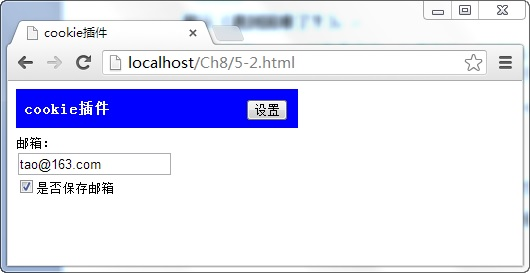 cookie插件
localhost/Ch8/5-2.html
cookie插件 设置
邮箱：
tao@163.com
是否保存邮箱